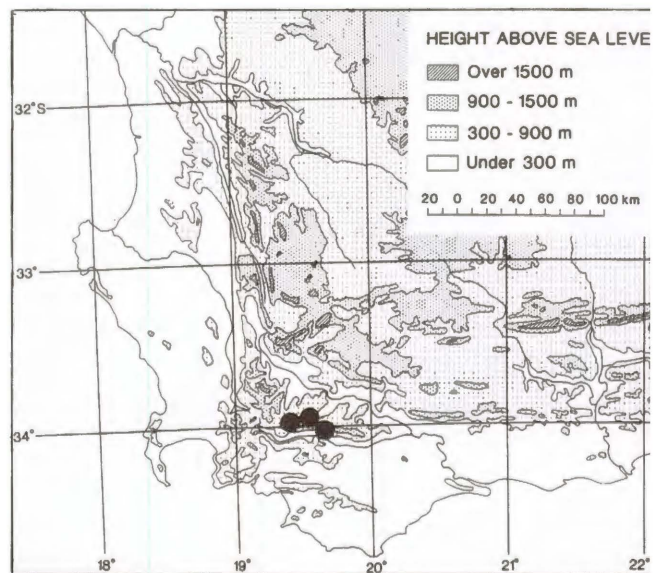 HEIGHT ABOVE SEA LEVE
Over 1500 m
900 - 1500 m
300 - 900 m
Under 300 m
20 0 20 40 60 80 100 km
32°S
33°
34°
18° 19° 20° 21° 22°